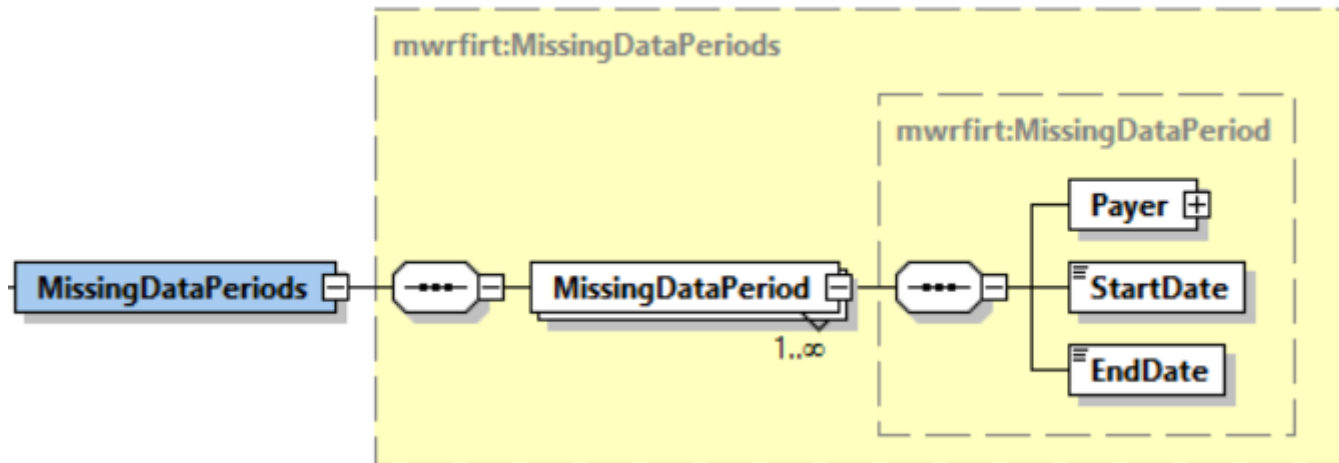 mwrfirt:MissingDataPeriods
mwrfirt:MissingDataPeriod
Payer
MissingDataPeriods
MissingDataPeriod
StartDate
1..∞
EndDate